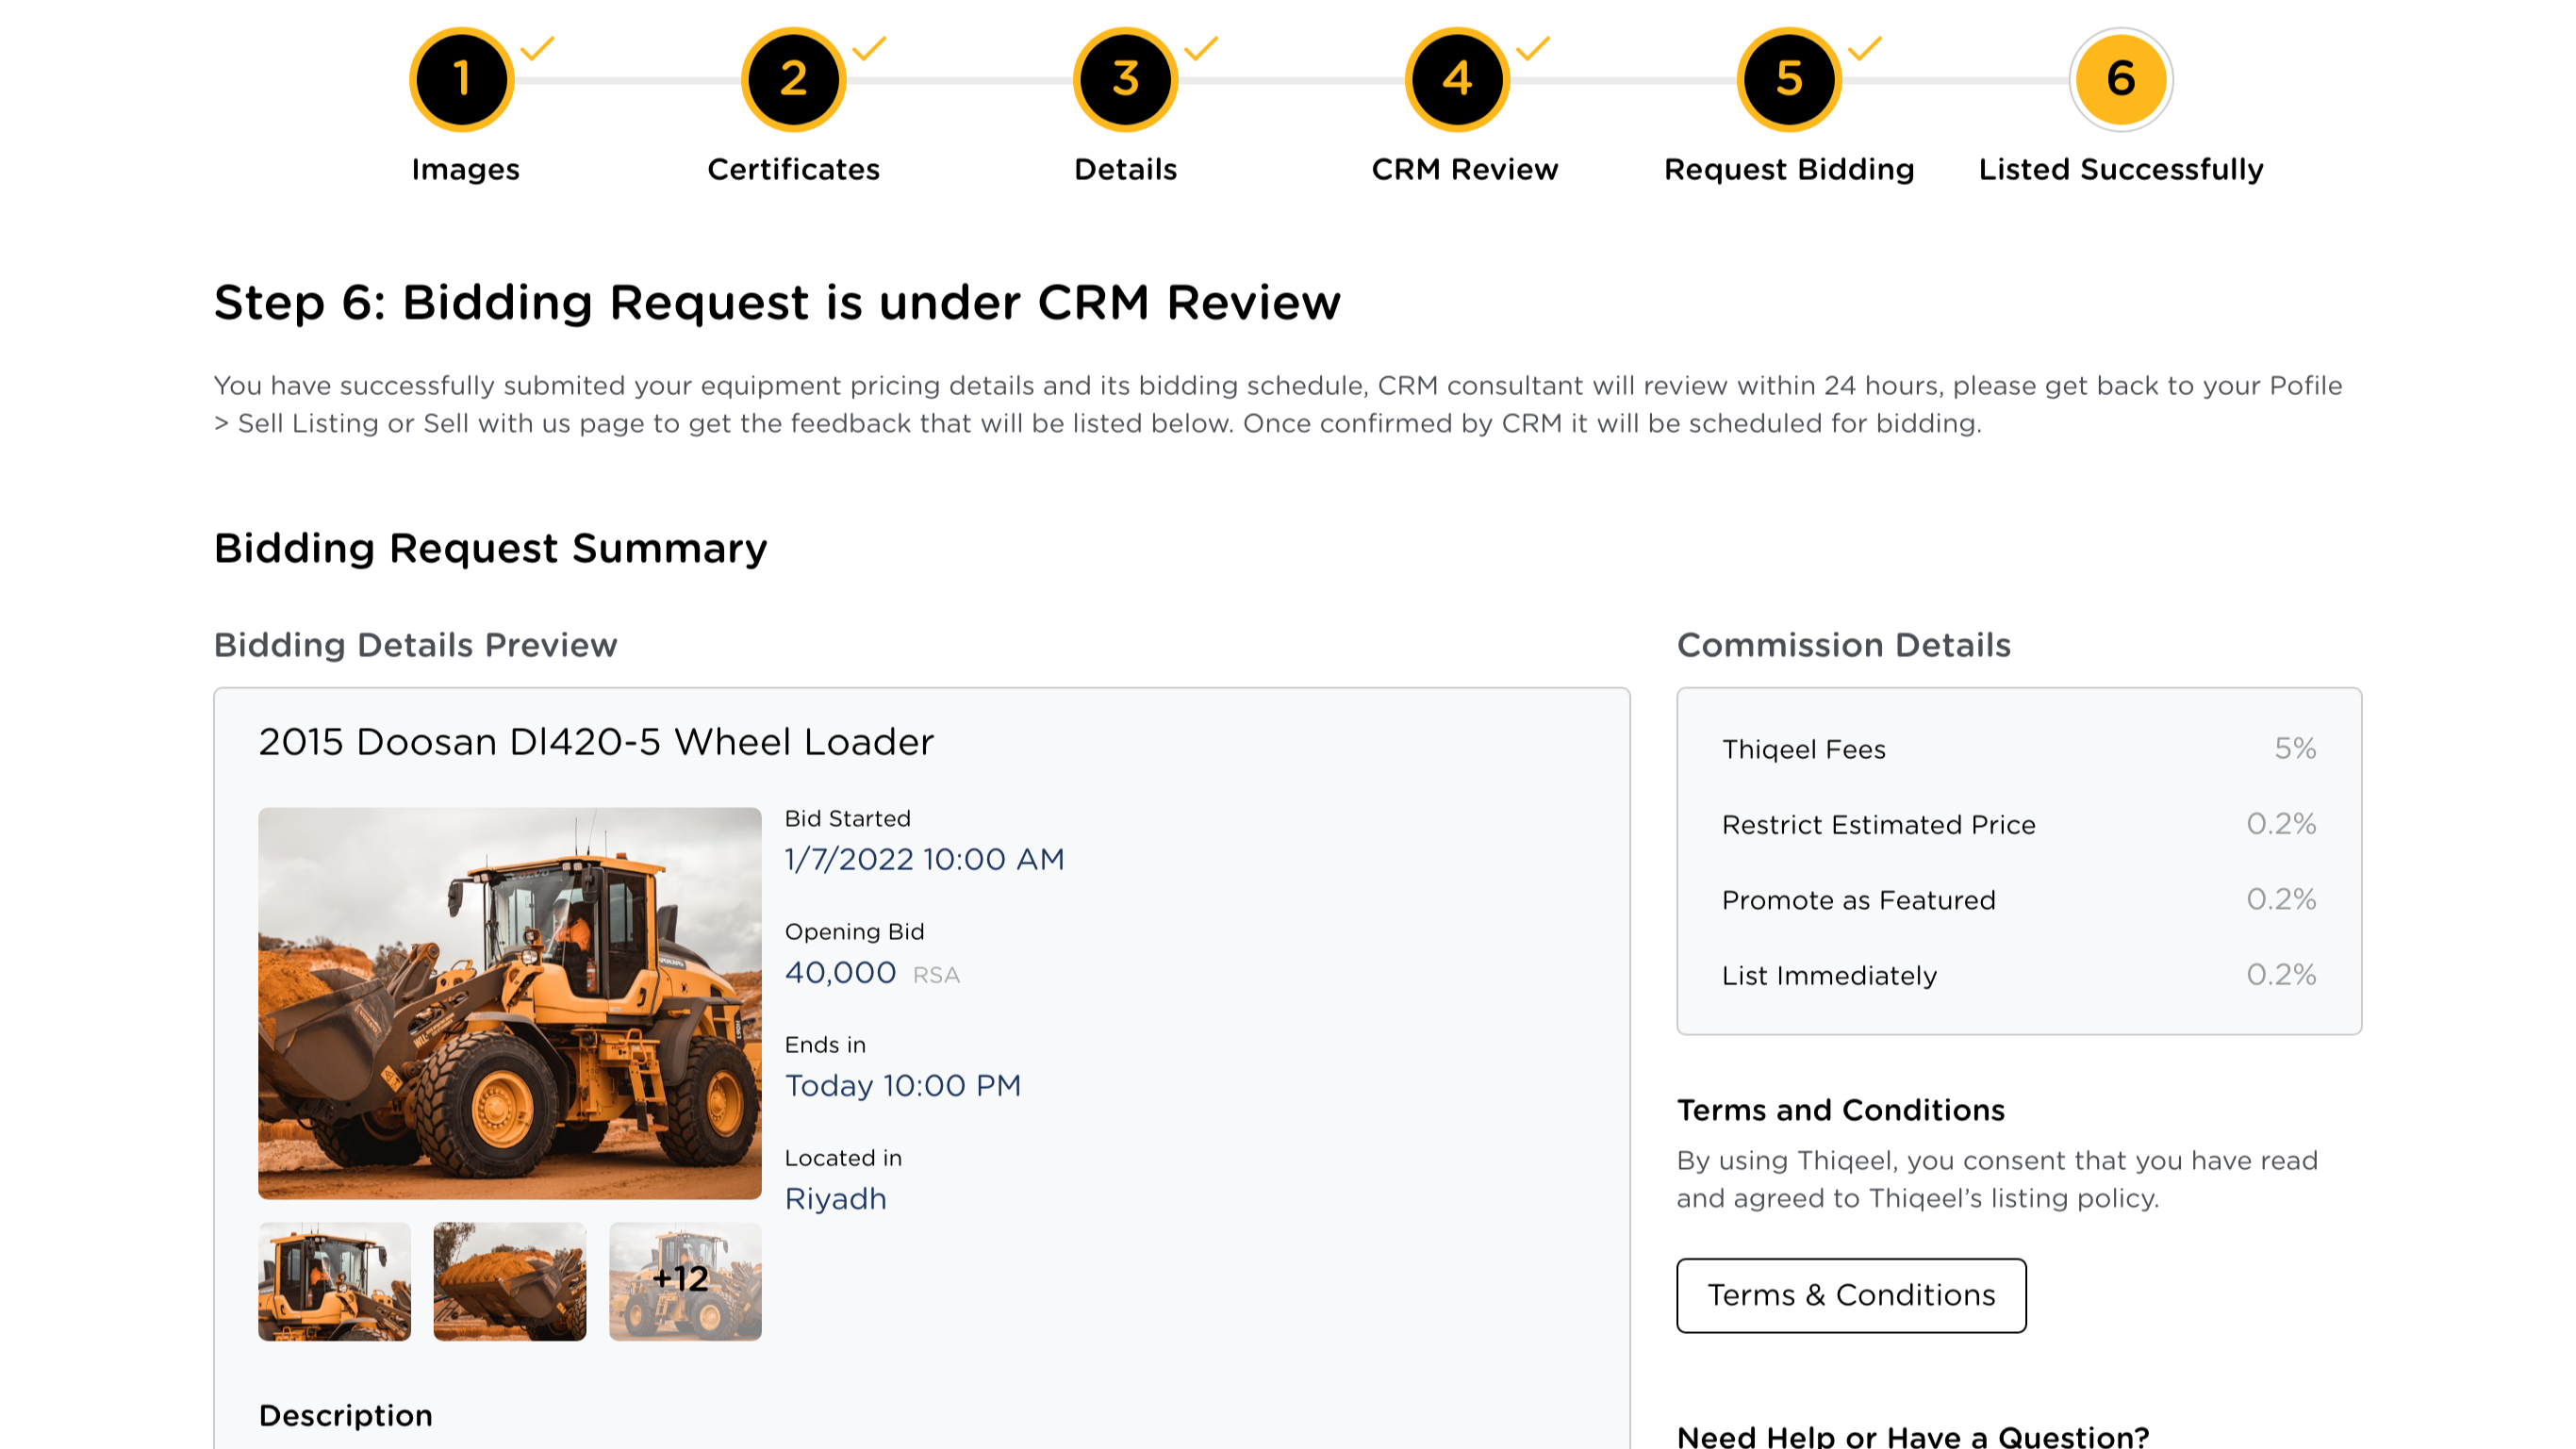 1
2
3
4
5
6
Images
Certificates
Details
CRM Review
Request Bidding
Listed Successfully
Step 6: Bidding Request is under CRM Review
You have successfully submited your equipment pricing details and its bidding schedule, CRM consultant will review within 24 hours, please get back to your Pofile
> Sell Listing or Sell with us page to get the feedback that will be listed below. Once confirmed by CRM it will be scheduled for bidding.
Bidding Request Summary
Bidding Details Preview
2015 Doosan Dl420-5 Wheel Loader
Bid Started
1/7/2022 10:00 AM
Opening Bid
40,000 RSA
Ends in
Today 10:00 PM
Located in
Riyadh
+12
Description
Commission Details
Thiqeel Fees 5%
Restrict Estimated Price 0.2%
Promote as Featured 0.2%
List Immediately 0.2%
Terms and Conditions
By using Thiqeel, you consent that you have read
and agreed to Thiqeel’s listing policy.
Terms & Conditions
Need Help or Have a Question?